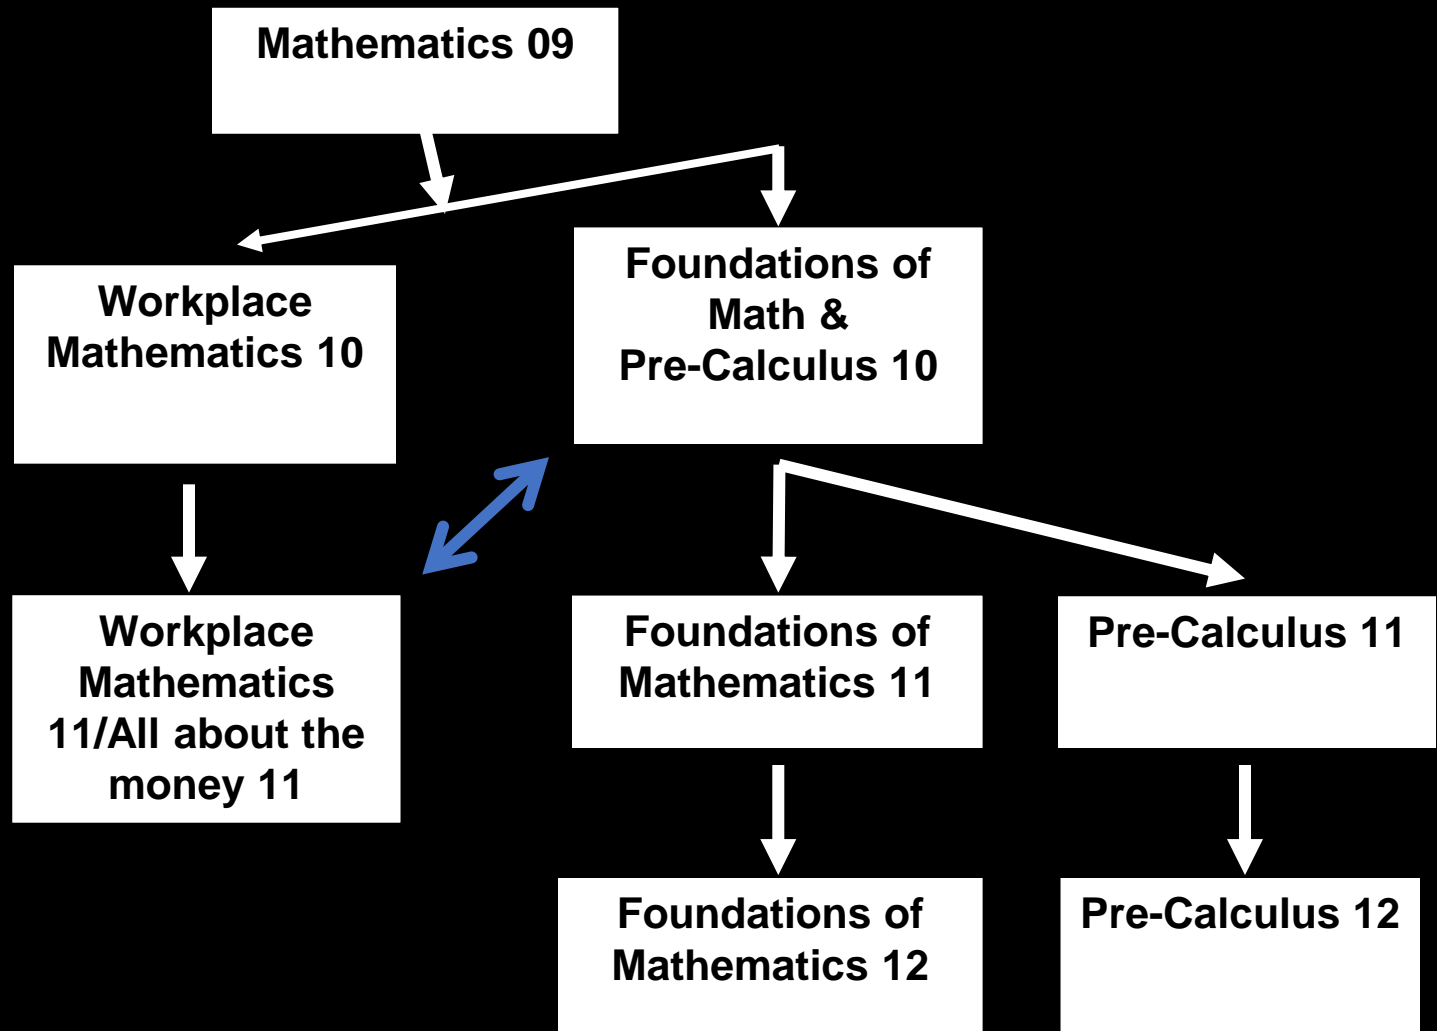 Mathematics 09
Workplace
Mathematics 10
Foundations of
Math &
Pre-Calculus 10
Workplace
Mathematics
11/All about the
money 11
Foundations of
Mathematics 11
Pre-Calculus 11
Foundations of
Mathematics 12
Pre-Calculus 12